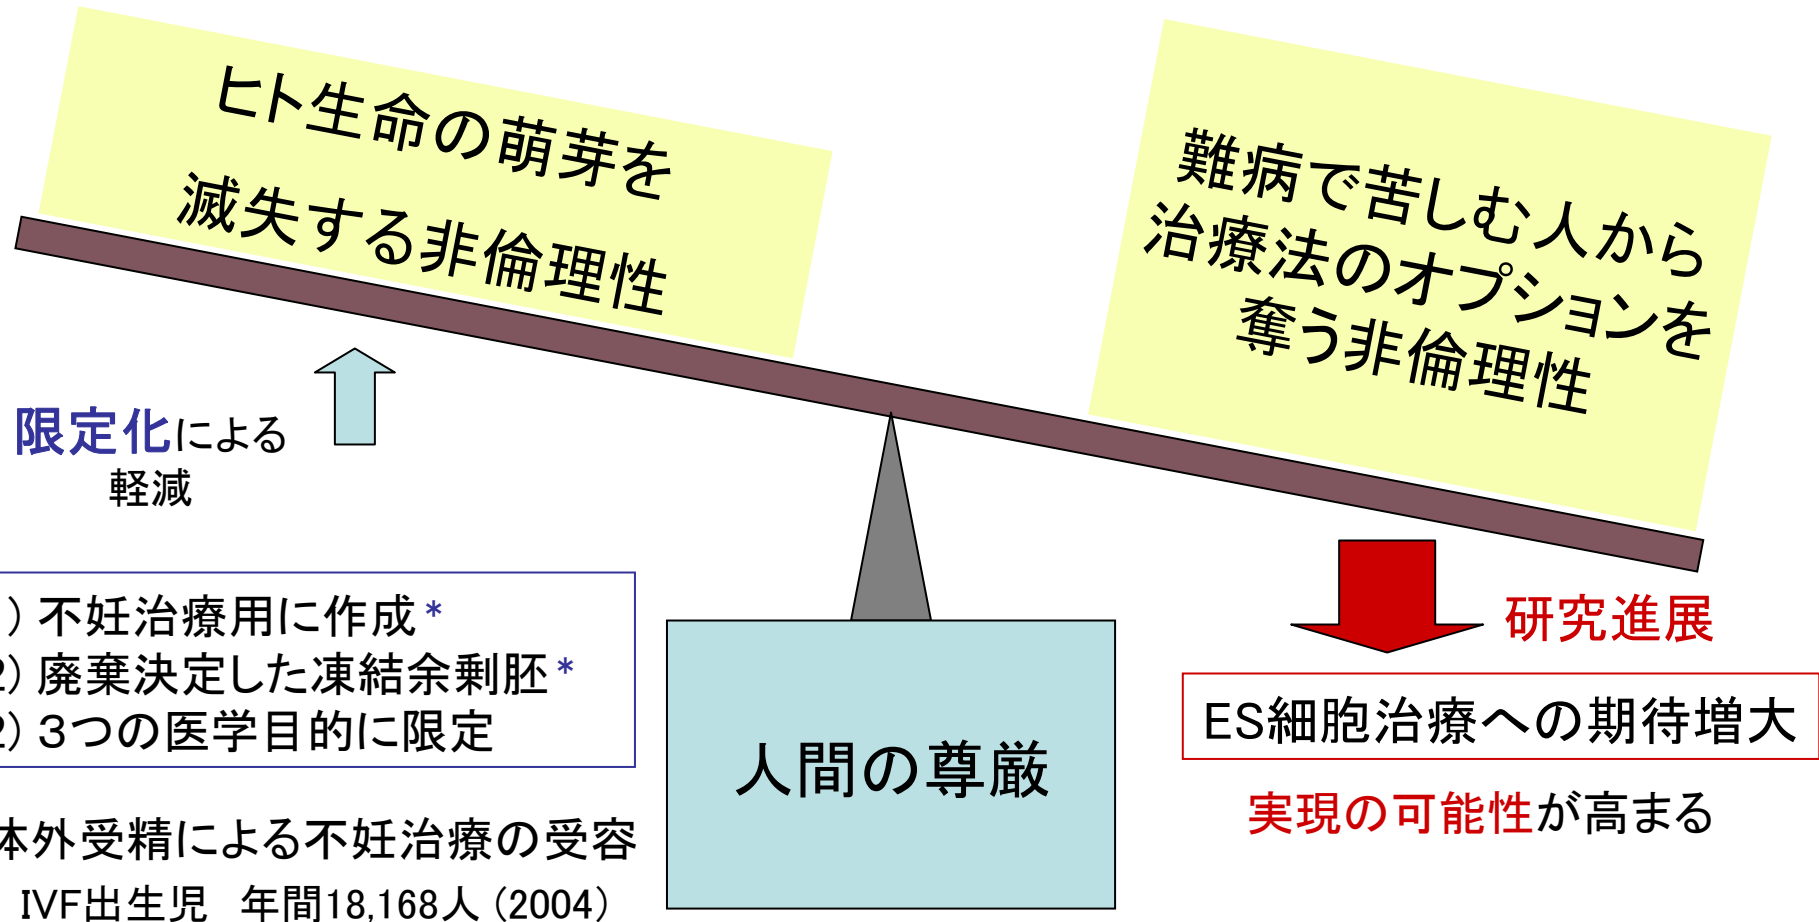 ヒト生命の萌芽を
滅失する非倫理性
難病で苦しむ人から
治療法のオプションを
奪う非倫理性
限定化による
軽減
）不妊治療用に作成*
2）廃棄決定した凍結余剰胚*
2）３つの医学目的に限定
体外受精による不妊治療の受容
IVF出生児　年間18,168人（2004）
人間の尊厳
研究進展
ES細胞治療への期待増大
実現の可能性が高まる